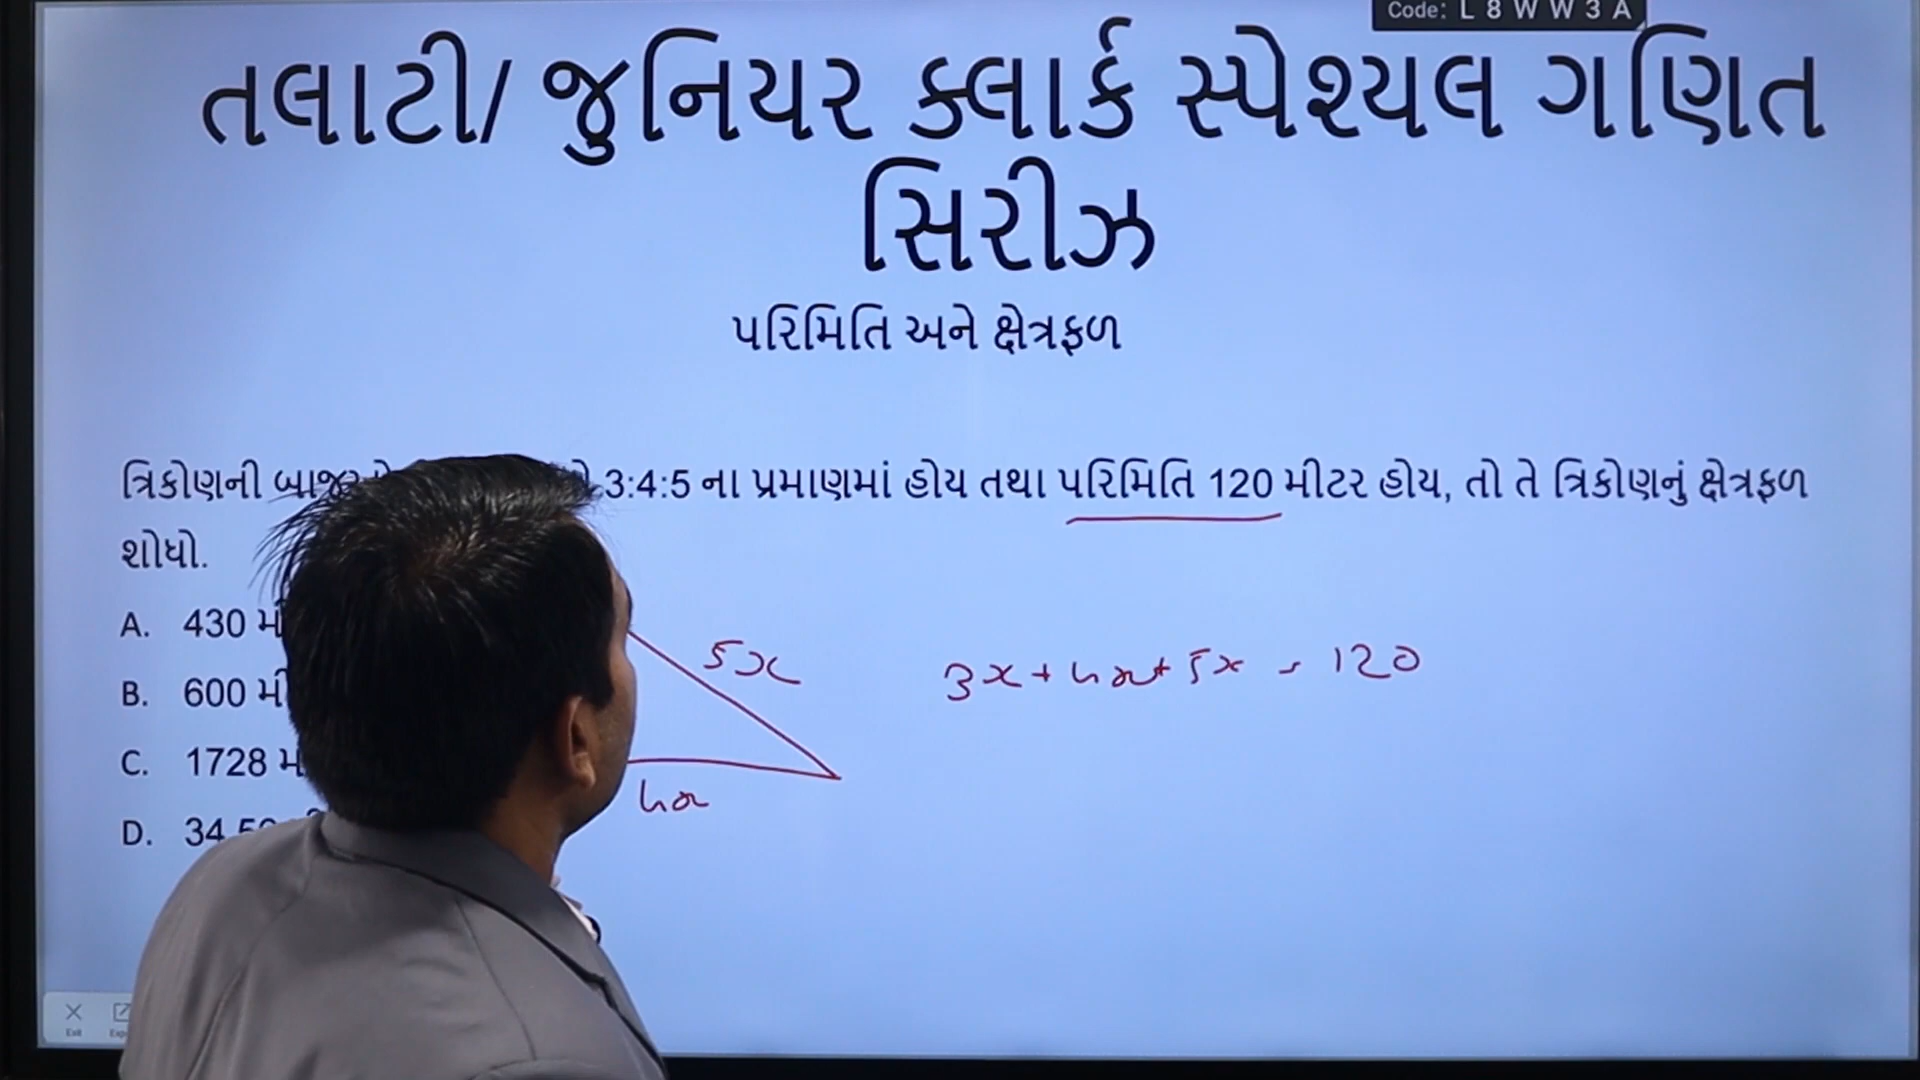 Code: L 8 W W 3 A
તલાટી/ જુનિયર ક્લાર્ક સ્પેશ્યલ ગણિત
સિરીઝ
પરિમિતિ અને ક્ષેત્રફળ
ત્રિકોણની 3:4:5 ના પ્રમાણમાં હોય તથા પરિમિતિ 120 મીટર હોય, તો તે ત્રિકોણનું ક્ષેત્રફળ
શોધો.
A. 430
B. 600
C. 1728
D.
5x
4x
3x + 4x + 5x = 120
Exit